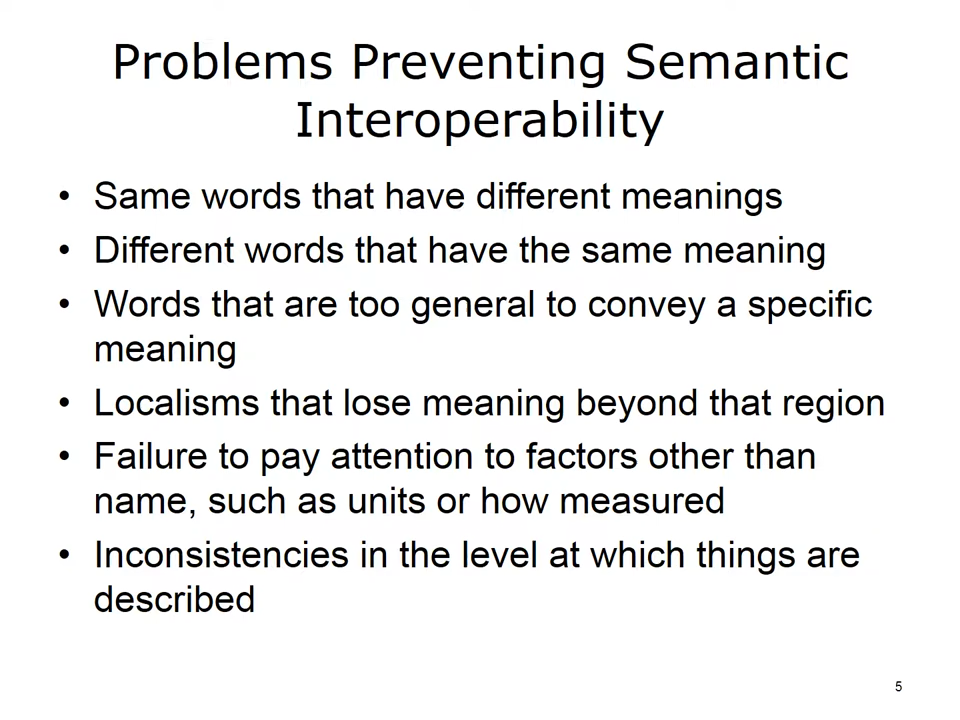 Problems Preventing Semantic
Interoperability
• Same words that have different meanings
• Different words that have the same meaning
• Words that are too general to convey a specific
meaning
• Localisms that lose meaning beyond that region
• Failure to pay attention to factors other than
name, such as units or how measured
• Inconsistencies in the level at which things are
described
5